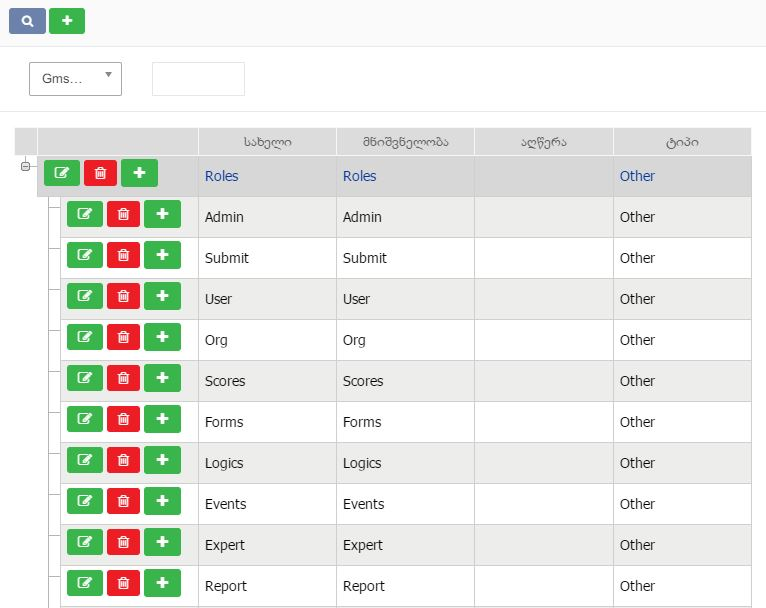 Gms...
სახელი მნიშვნელობა აღწერა ტიპი
Roles Roles Other
Admin Admin Other
Submit Submit Other
User User Other
Org Org Other
Scores Scores Other
Forms Forms Other
Logics Logics Other
Events Events Other
Expert Expert Other
Report Report Other